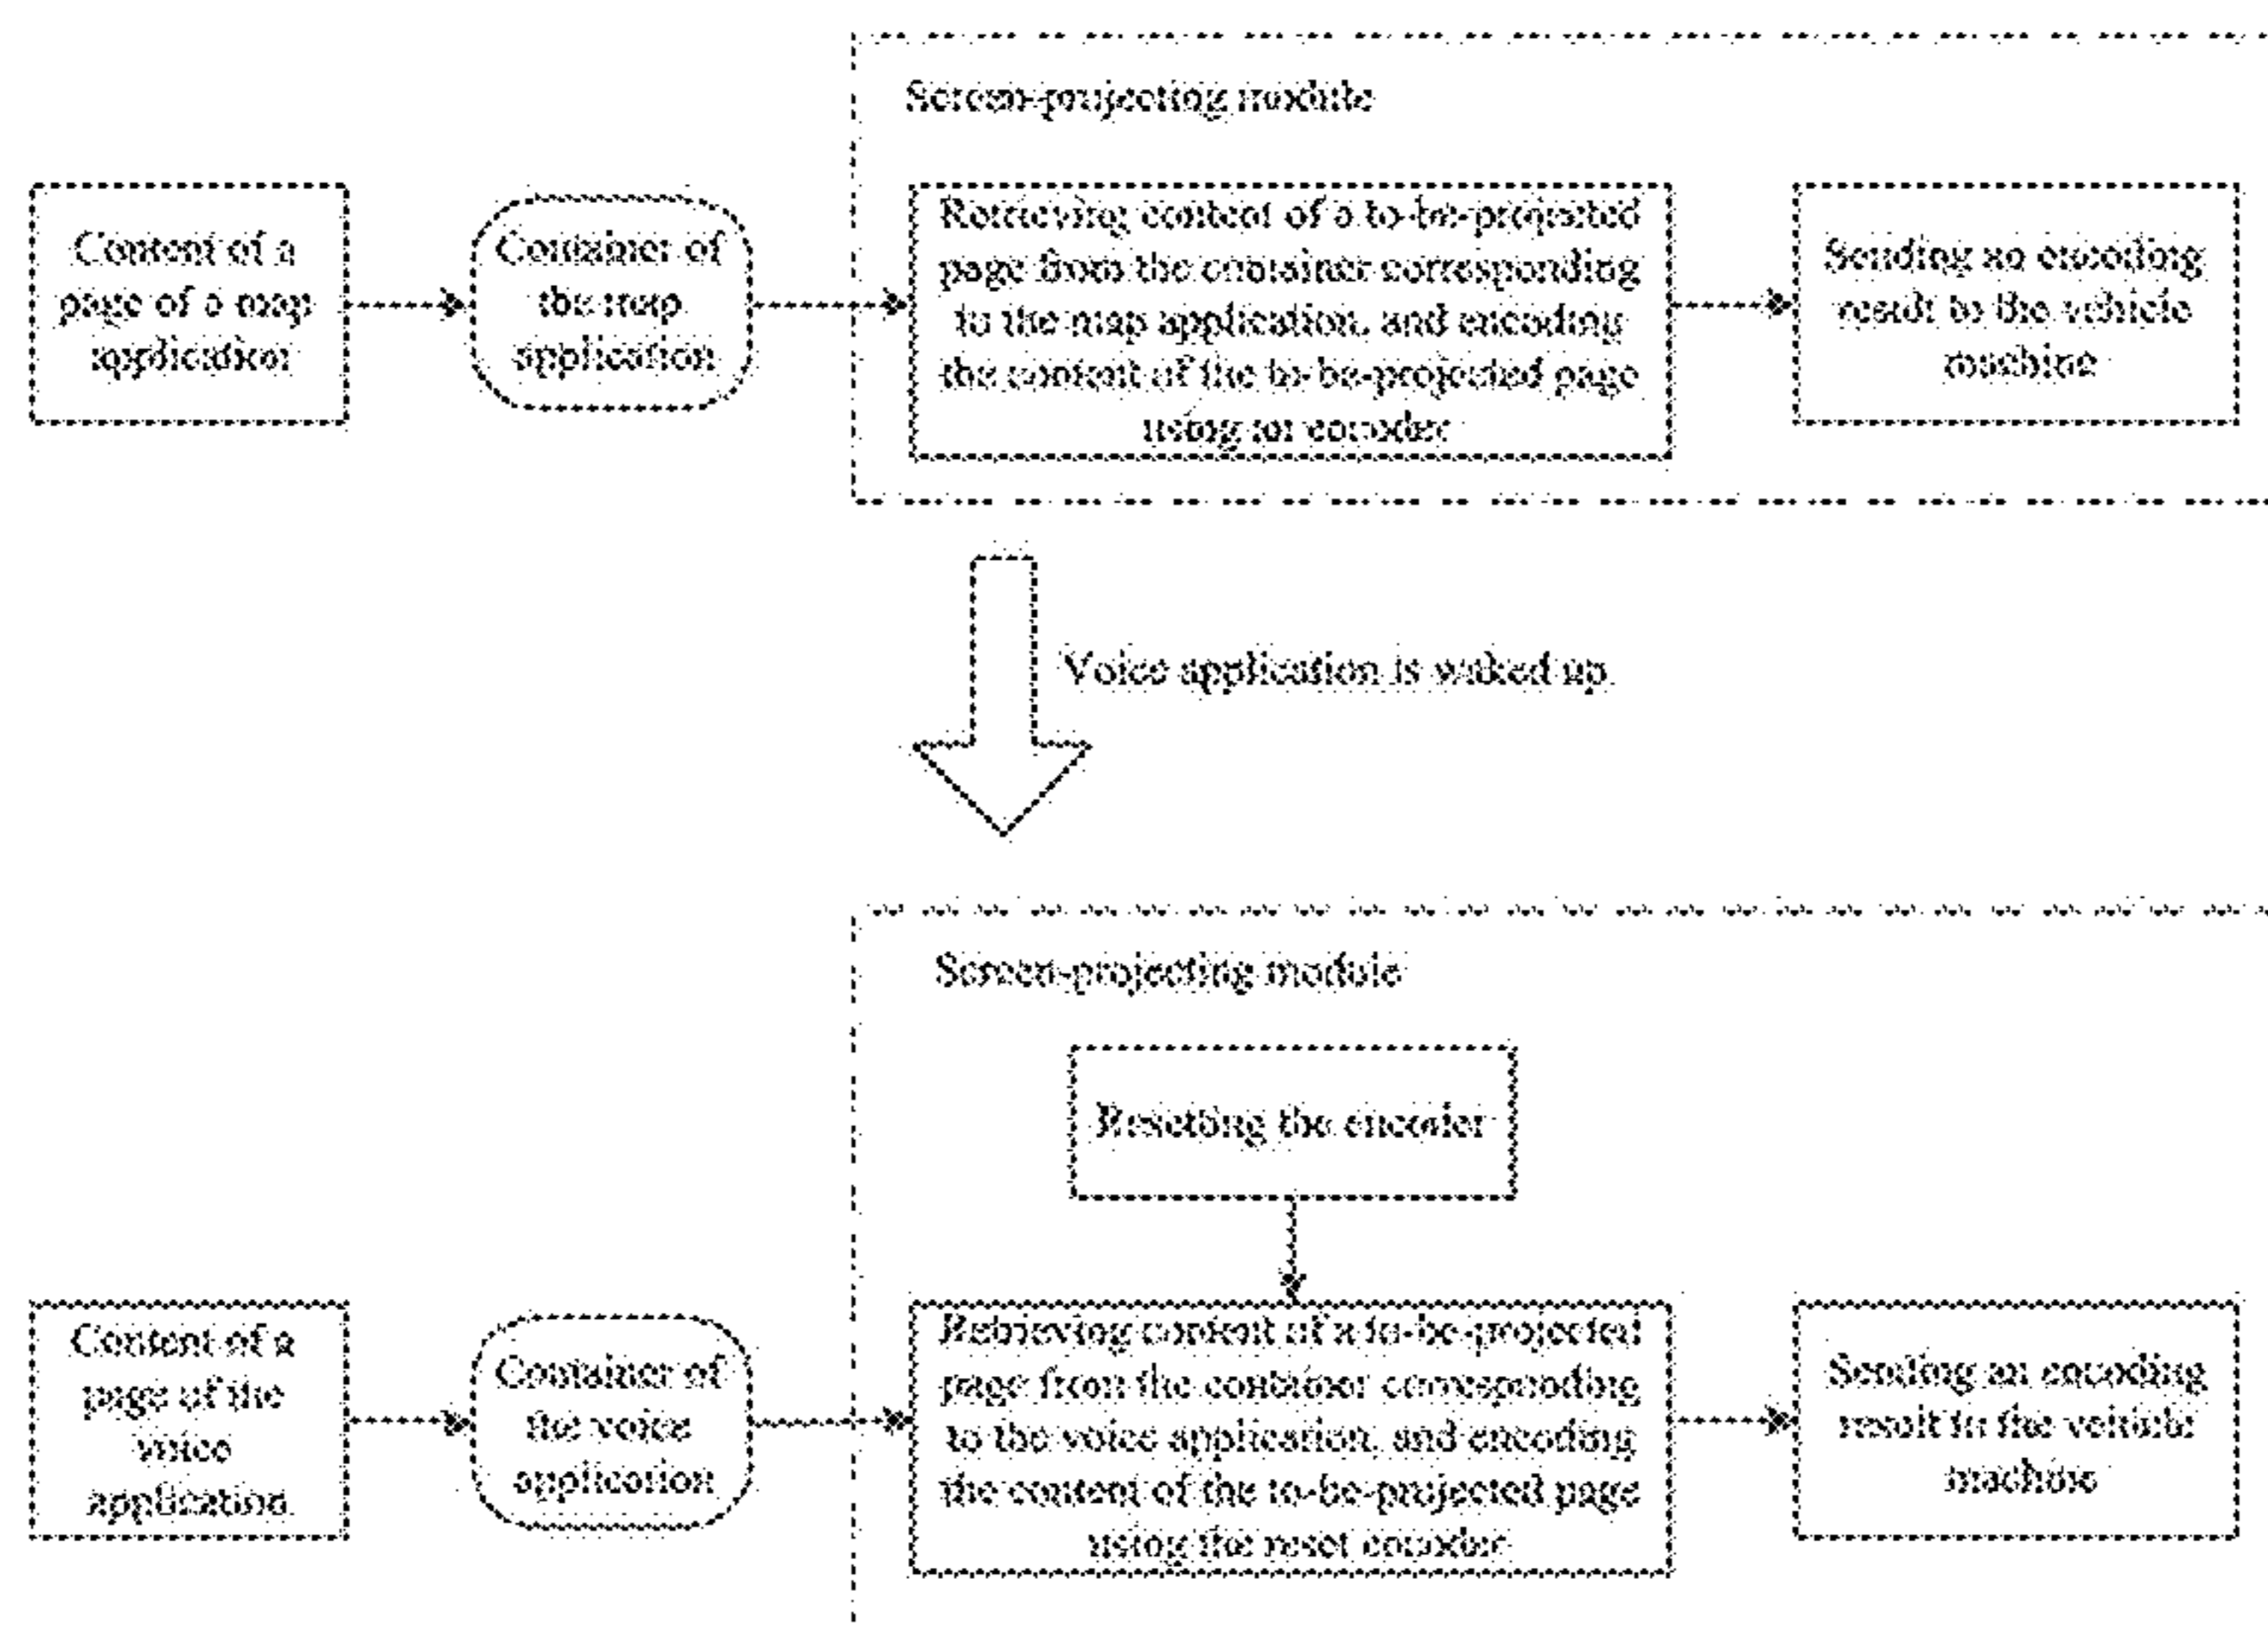 Screen-projecting module
Content of a
page of a map
application
Container of
the map
application
Retrieving content of a to-be-projected
page from the container corresponding
to the map application, and encoding
the content of the to-be-projected page
using an encoder
Sending an encoding
result to the vehicle
machine
Voice application is waked up
Screen-projecting module
Resetting the encoder
Content of a
page of the
voice
application
Container of
the voice
application
Retrieving content of a to-be-projected
page from the container corresponding
to the voice application, and encoding
the content of the to-be-projected page
using the reset encoder
Sending an encoding
result to the vehicle
machine